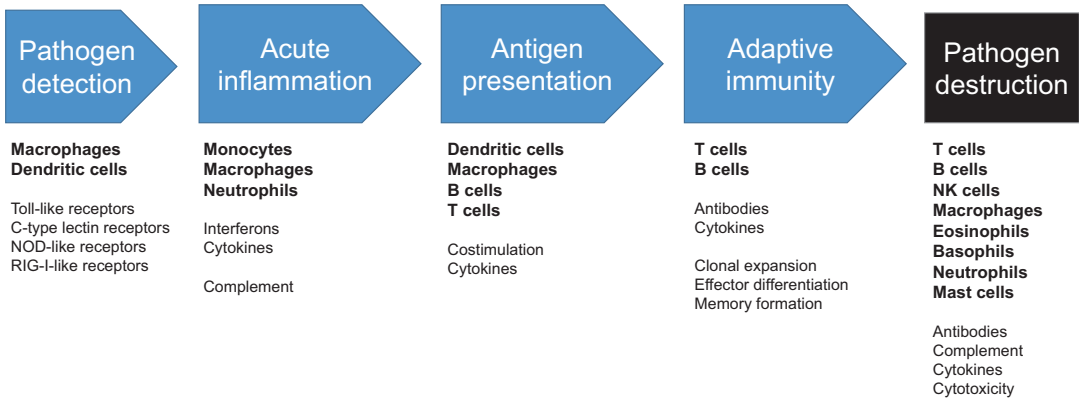 Pathogen
detection
Acute
inflammation
Antigen
presentation
Adaptive
immunity
Pathogen
destruction
Macrophages
Dendritic cells
Toll-like receptors
C-type lectin receptors
NOD-like receptors
RIG-I-like receptors
Monocytes
Macrophages
Neutrophils
Interferons
Cytokines
Complement
Dendritic cells
Macrophages
B cells
T cells
Costimulation
Cytokines
T cells
B cells
Antibodies
Cytokines
Clonal expansion
Effector differentiation
Memory formation
T cells
B cells
NK cells
Macrophages
Eosinophils
Basophils
Neutrophils
Mast cells
Antibodies
Complement
Cytokines
Cytotoxicity